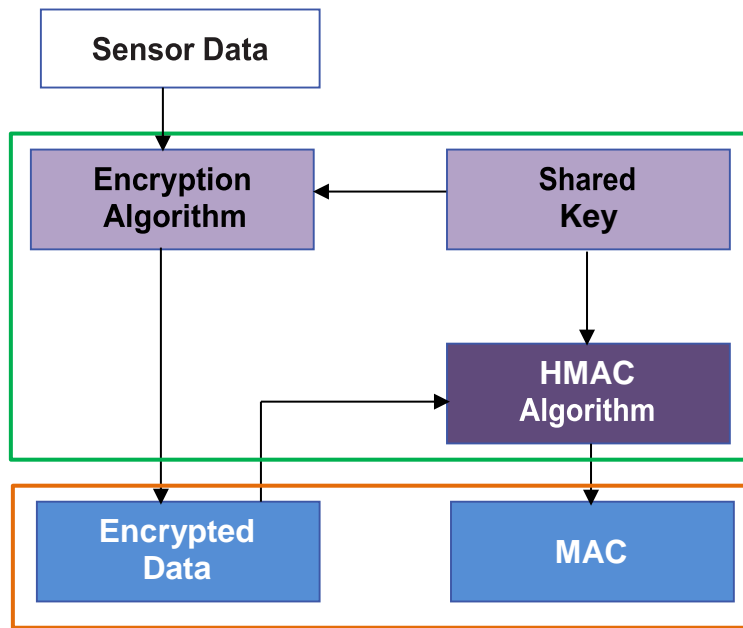 Sensor Data
Encryption
Algorithm
Shared
Key
HMAC
Algorithm
Encrypted
Data
MAC